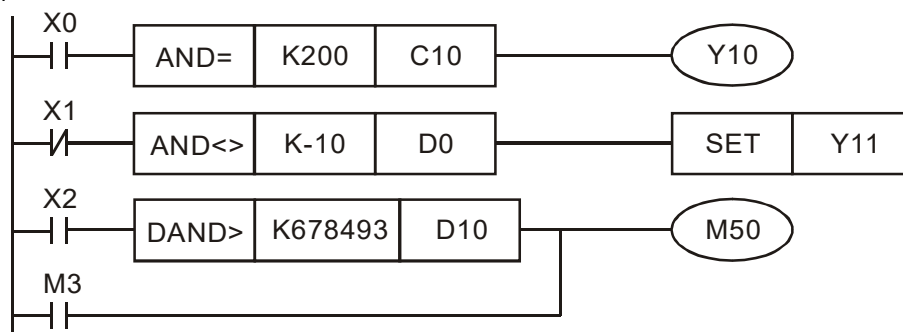 X0
AND= K200 C10 Y10
X1
AND<> K-10 D0 SET Y11
X2
DAND> K678493 D10 M50
M3